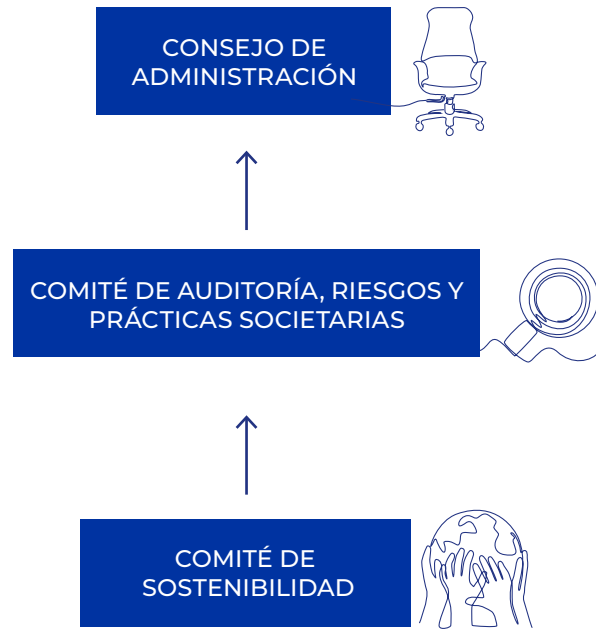 CONSEJO DE
ADMINISTRACIÓN
COMITÉ DE AUDITORÍA, RIESGOS Y
PRÁCTICAS SOCIETARIAS
COMITÉ DE
SOSTENIBILIDAD